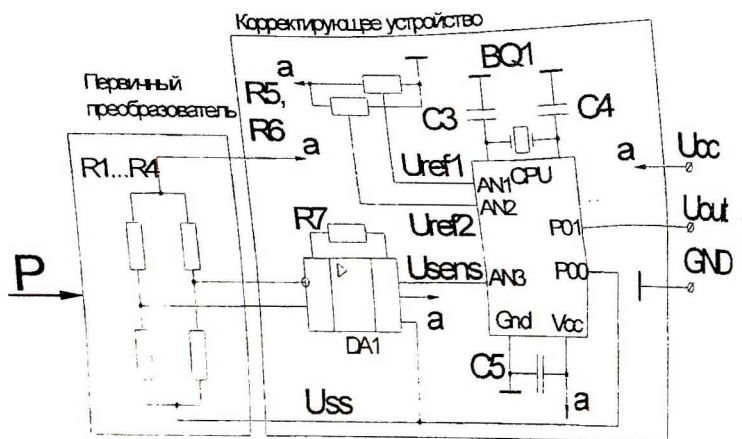 Корректирующее устройство
Первичный
преобразователь
a
R5,
R6
a
BQ1
C3
C4
R1...R4
Uref1
AN1
CPU
AN2
a
Ucc
Uref2
P01
Uout
R7
P
Usens
AN3
P00
GND
a
DA1
Gnd
Vcc
C5
a
Uss